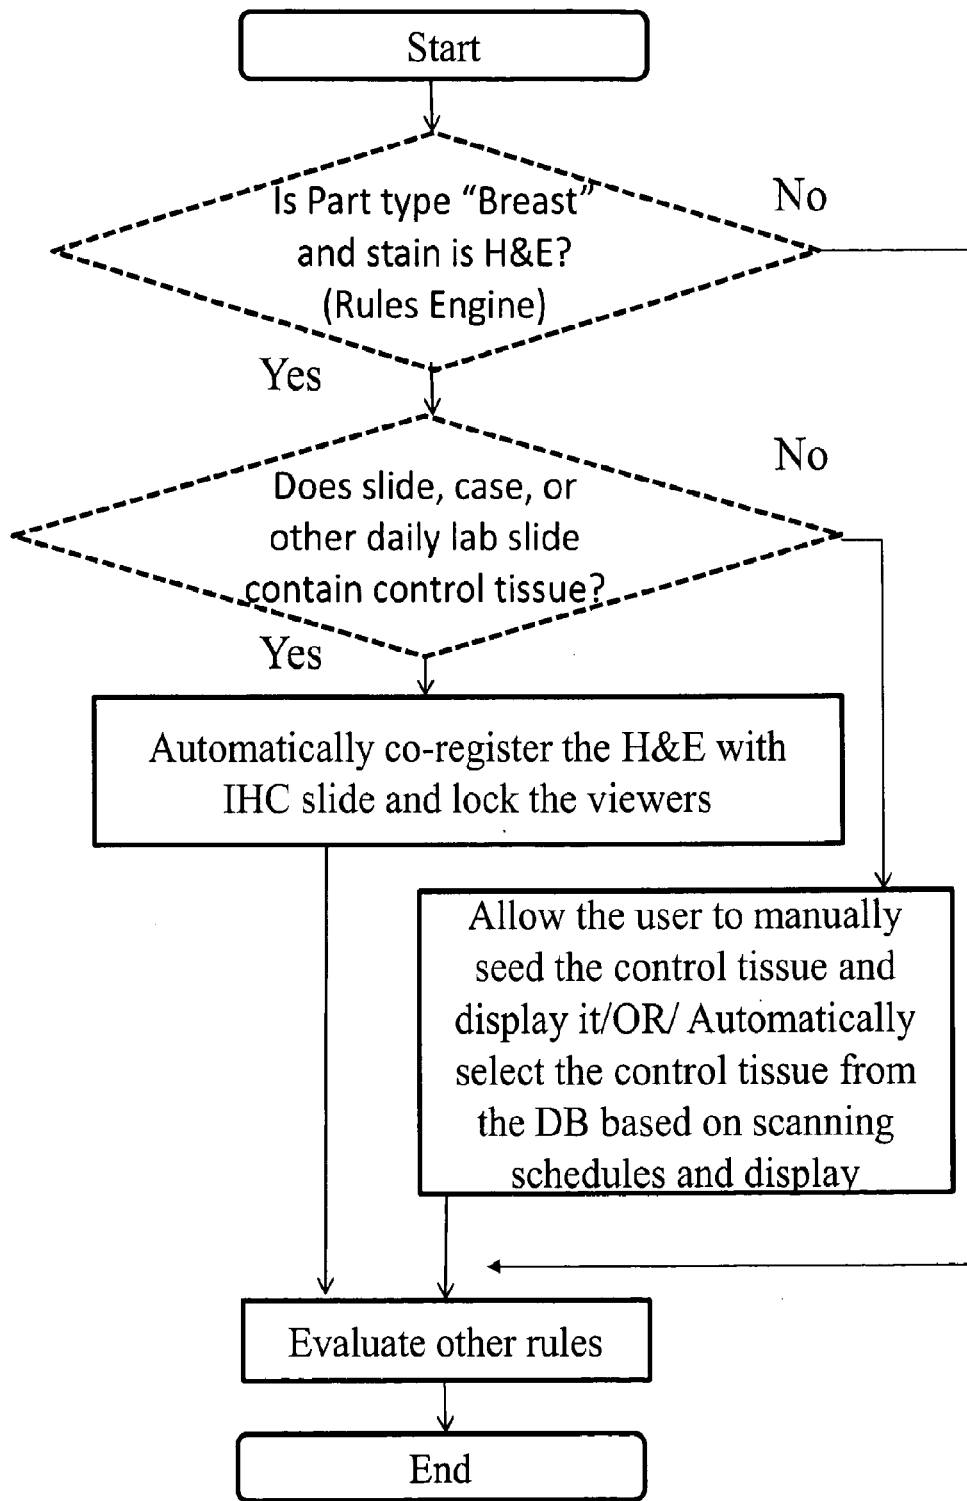 Start
Is Part type “Breast”
and stain is H&E?
(Rules Engine)
No
Yes
Does slide, case, or
other daily lab slide
contain control tissue?
No
Yes
Automatically co-register the H&E with
IHC slide and lock the viewers
Allow the user to manually
seed the control tissue and
display it/OR/ Automatically
select the control tissue from
the DB based on scanning
schedules and display
Evaluate other rules
End